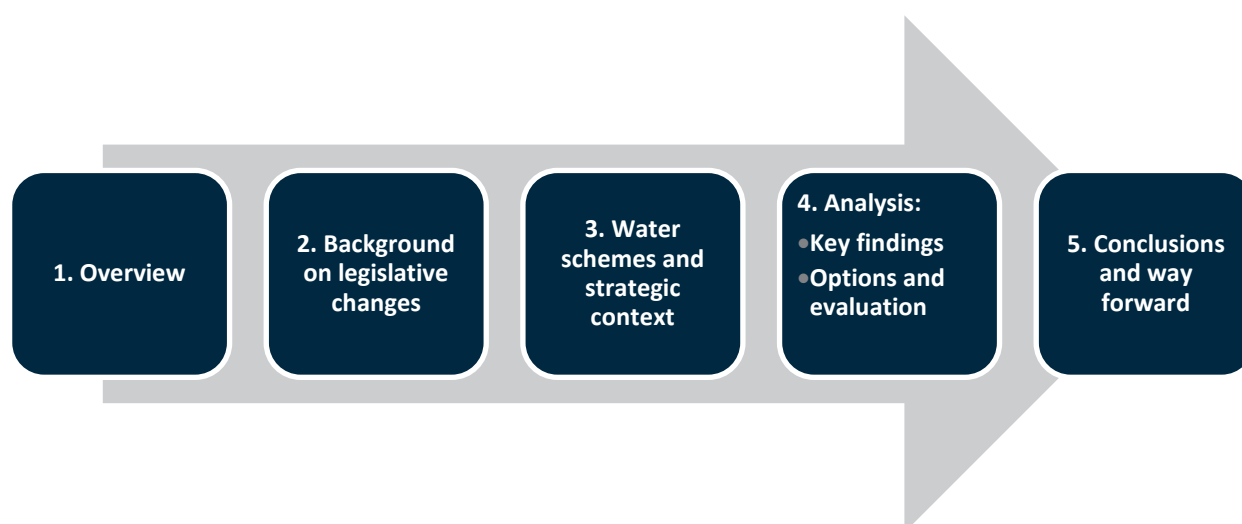 1. Overview
2. Background
on legislative
changes
3. Water
schemes and
strategic
context
4. Analysis:
•Key findings
•Options and
evaluation
5. Conclusions
and way
forward